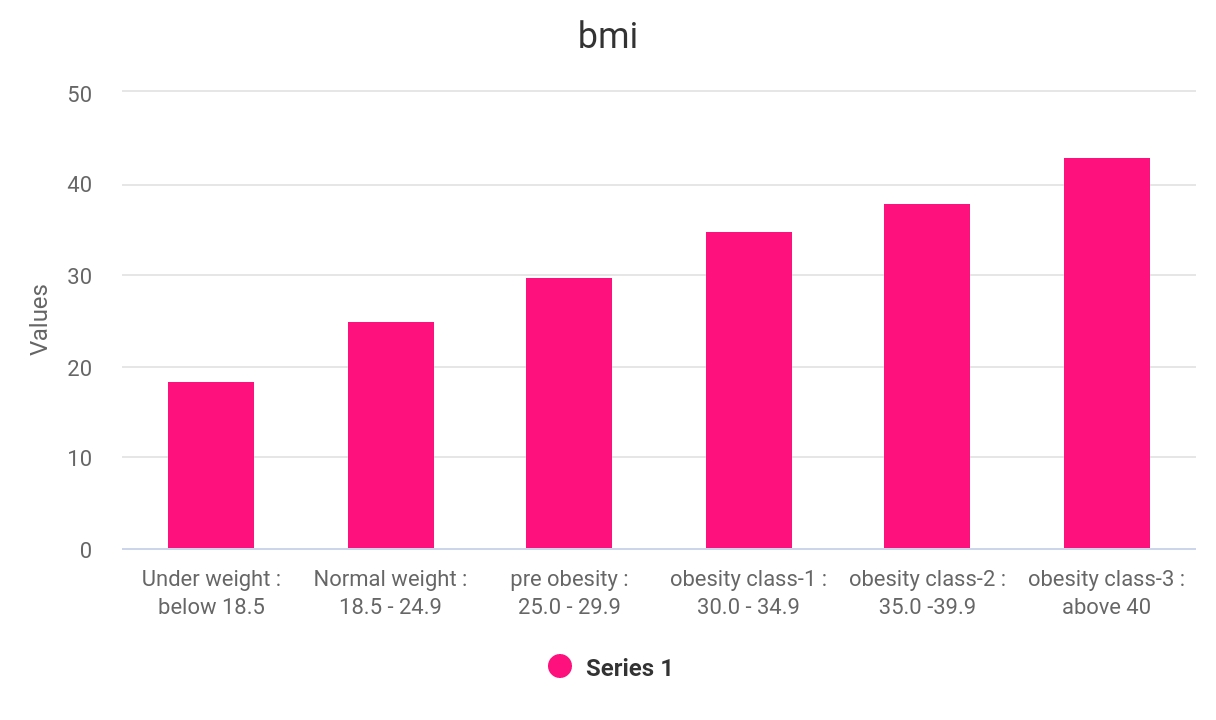 bmi
50
40
30
20
10
0
Values
Under weight :
below 18.5
Normal weight :
18.5 - 24.9
pre obesity :
25.0 - 29.9
obesity class-1 :
30.0 - 34.9
obesity class-2 :
35.0 -39.9
obesity class-3 :
above 40
Series 1